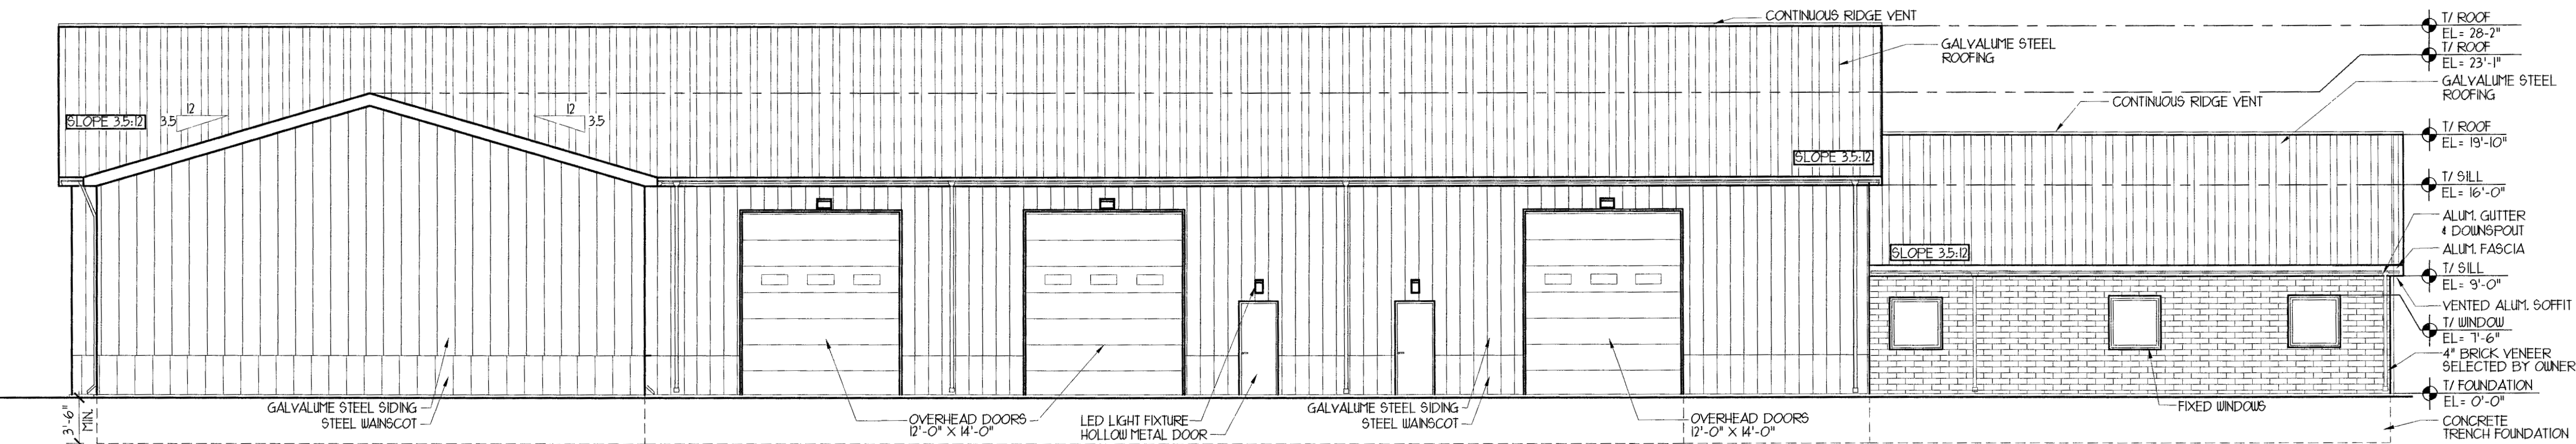 CONTINUOUS RIDGE VENT
T/ ROOF
EL= 28'-2"
GALVALUME STEEL
ROOFING
T/ ROOF
EL= 23'-1"
GALVALUME STEEL
ROOFING
CONTINUOUS RIDGE VENT
12
3.5
SLOPE 3.5:12
12
3.5
T/ ROOF
EL= 19'-10"
SLOPE 3.5:12
T/ SILL
EL= 16'-0"
ALUM. GUTTER
& DOWNSPOUT
SLOPE 3.5:12
ALUM. FASCIA
T/ SILL
EL= 9'-0"
VENTED ALUM. SOFFIT
T/ WINDOW
EL= 7'-6"
4" BRICK VENEER
SELECTED BY OWNER
T/ FOUNDATION
EL= 0'-0"
3'-6"
MIN.
GALVALUME STEEL SIDING
STEEL WAINSCOT
OVERHEAD DOORS
12'-0" X 14'-0"
LED LIGHT FIXTURE
HOLLOW METAL DOOR
GALVALUME STEEL SIDING
STEEL WAINSCOT
OVERHEAD DOORS
12'-0" X 14'-0"
FIXED WINDOWS
CONCRETE
TRENCH FOUNDATION